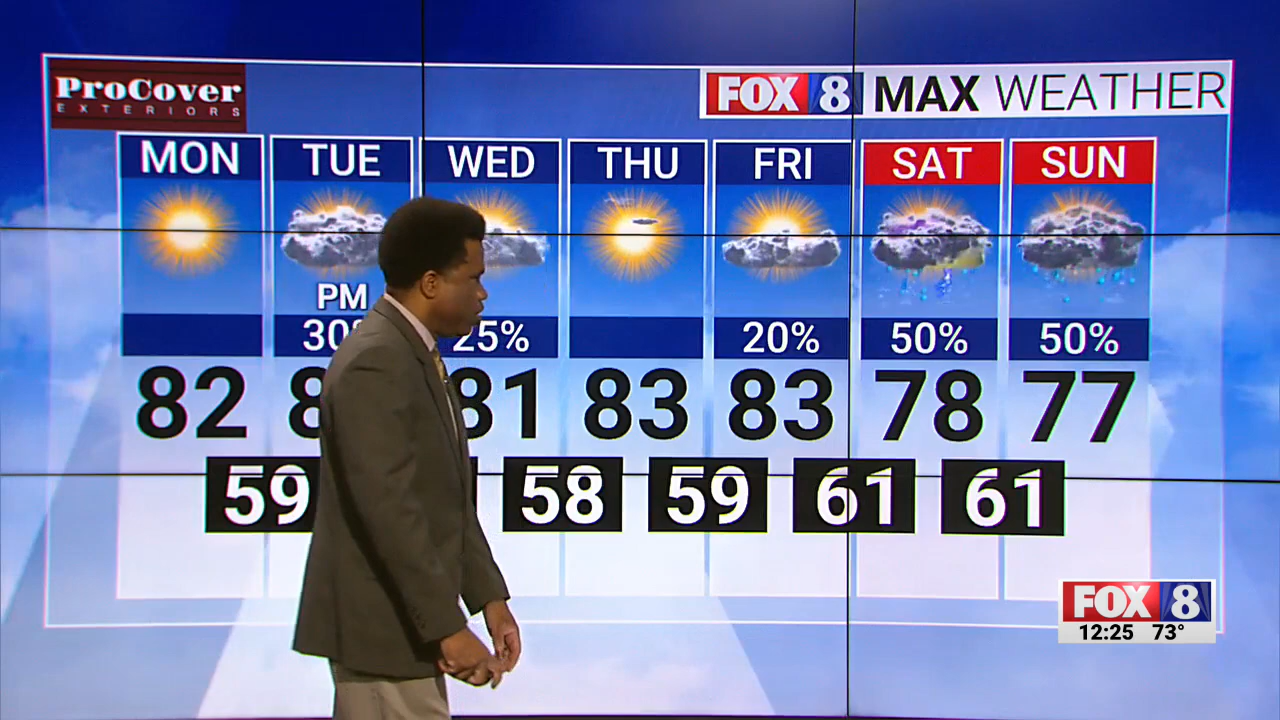 ProCover
EXTERIORS
FOX 8 MAX WEATHER
MON TUE WED THU FRI SAT SUN
PM
25% 20% 50% 50%
82 81 83 83 78 77
59 58 59 61 61
FOX 8
12:25 73°